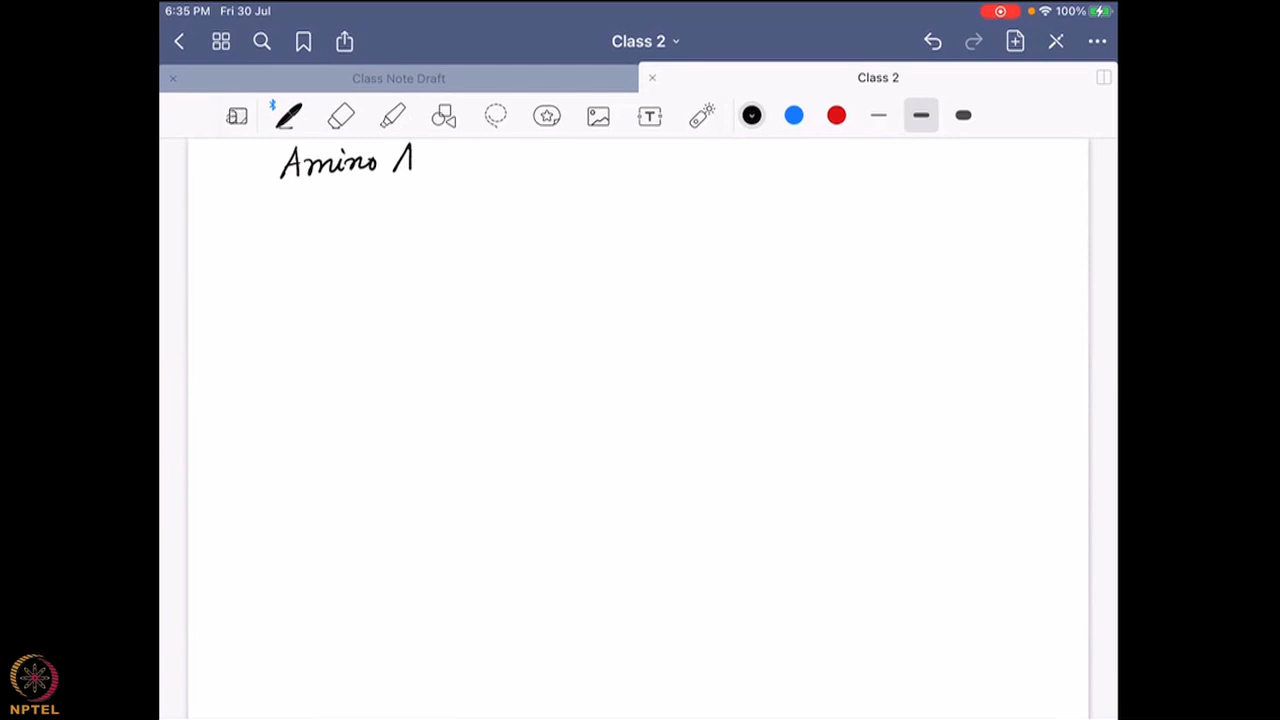 6:35 PM Fri 30 Jul 100%
Class 2
Class Note Draft Class 2
T
Amino
NPTEL